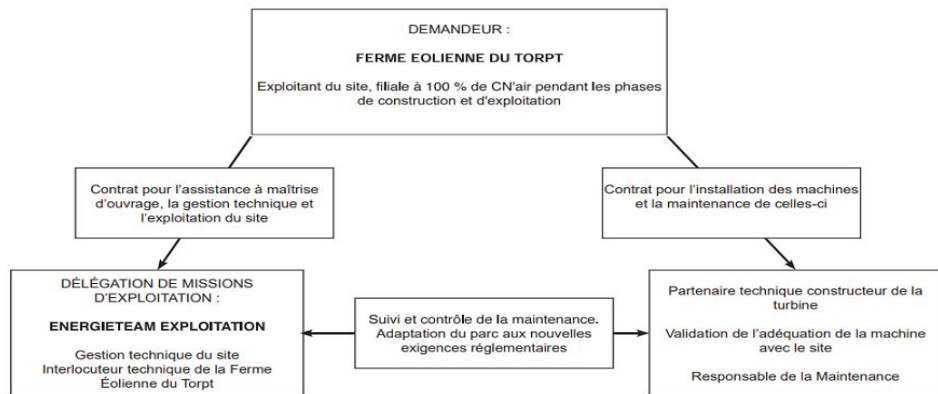 DEMANDEUR :
FERME EOLIENNE DU TORPT
Exploitant du site, filiale à 100 % de CN'air pendant les phases
de construction et d'exploitation
Contrat pour l'assistance à maîtrise
d'ouvrage, la gestion technique et
l'exploitation du site
Contrat pour l'installation des machines
et la maintenance de celles-ci
DÉLÉGATION DE MISSIONS
D'EXPLOITATION :
ENERGIETEAM EXPLOITATION
Gestion technique du site
Interlocuteur technique de la Ferme
Éolienne du Torpt
Suivi et contrôle de la maintenance.
Adaptation du parc aux nouvelles
exigences réglementaires
Partenaire technique constructeur de la
turbine
Validation de l'adéquation de la machine
avec le site
Responsable de la Maintenance